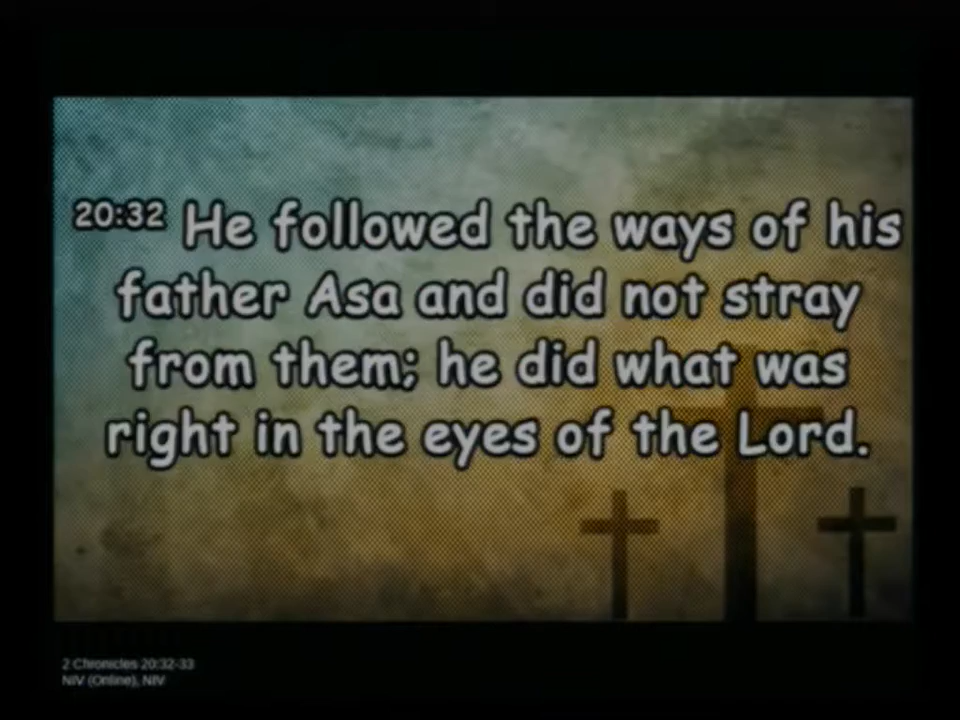 20:32 He followed the ways of his
father Asa and did not stray
from them; he did what was
right in the eyes of the Lord.
2 Chronicles 20:32-33
NIV (Online), NIV